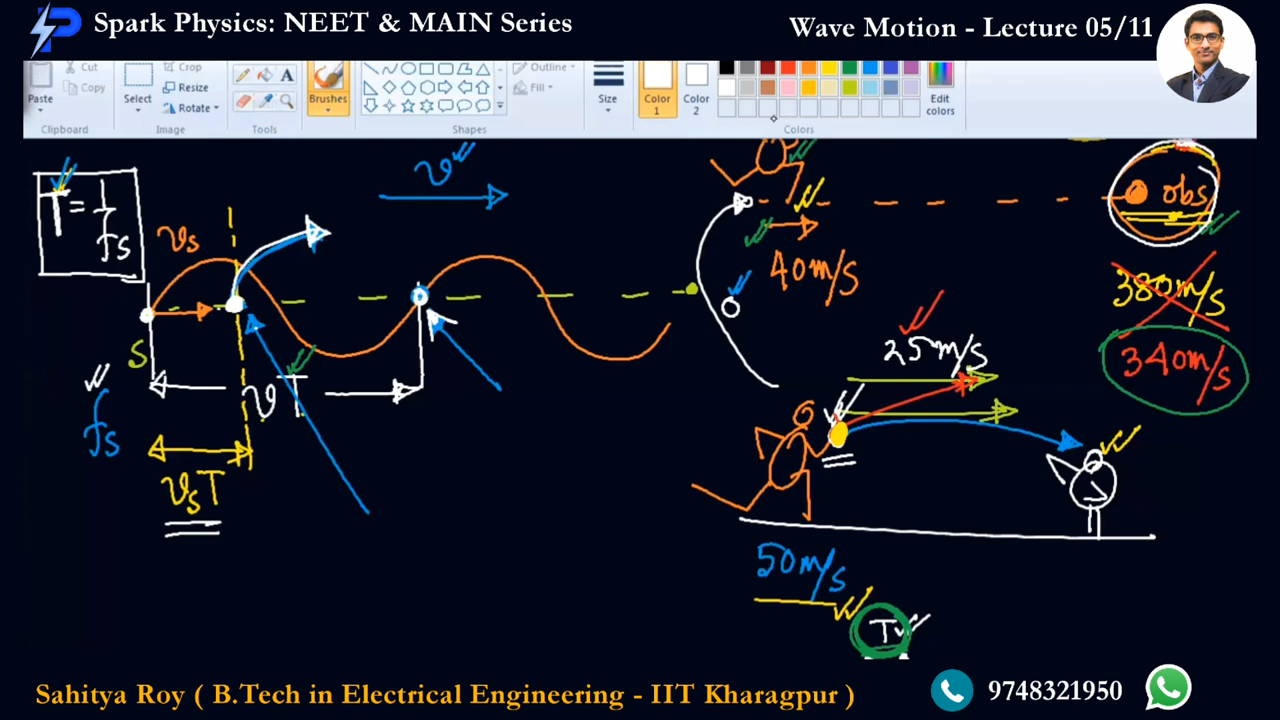 Spark Physics: NEET & MAIN Series
Wave Motion - Lecture 05/11
Paste
Cut
Copy
Clipboard
Select
Crop
Resize
Rotate
Image
A
Tools
Brushes
Outline
Fill
Shapes
Size
Color
1
Color
2
Edit
colors
Colors
T = 1/fs
vs
v
obs
40m/s
380m/s
340m/s
25m/s
S
vT
fs
vsT
50m/s
T
Sahitya Roy ( B.Tech in Electrical Engineering - IIT Kharagpur )
9748321950